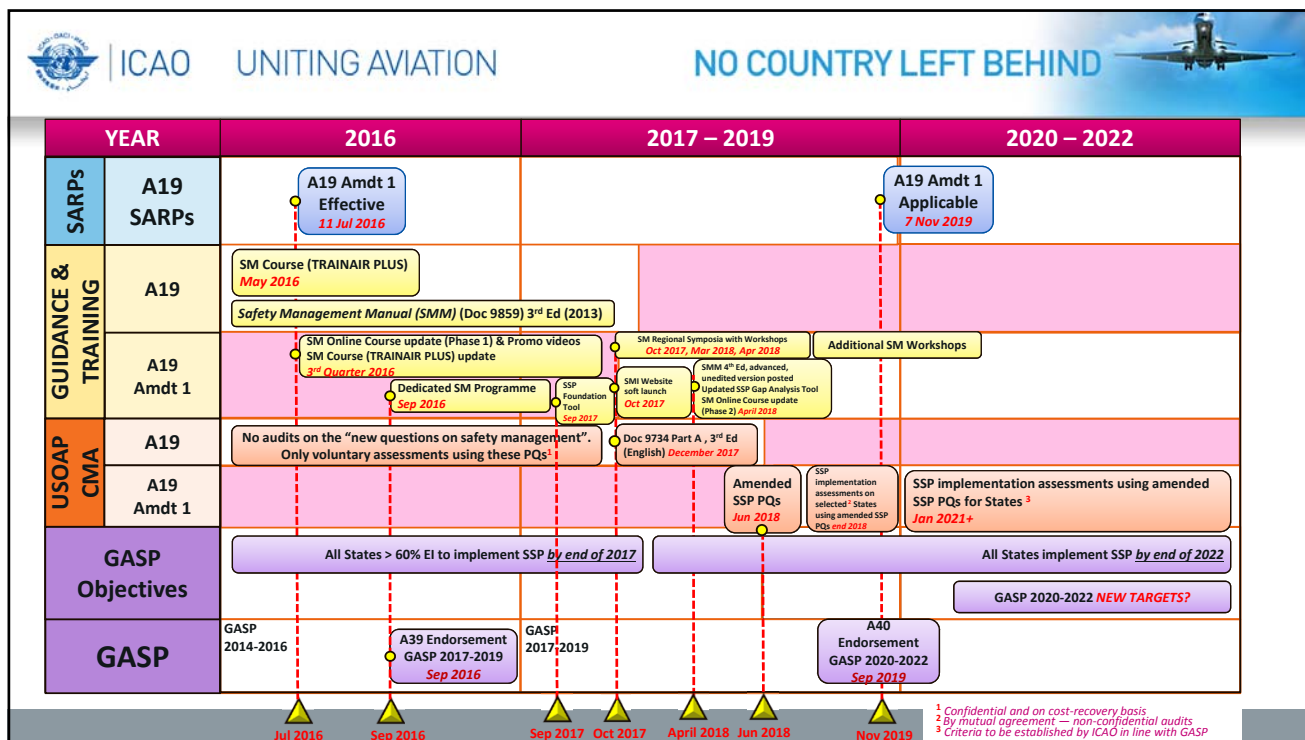 ICAO · OACI · ИКАО
ICAO
UNITING AVIATION
NO COUNTRY LEFT BEHIND
YEAR
2016
2017 – 2019
2020 – 2022
SARPs
A19
SARPs
A19 Amdt 1
Effective
11 Jul 2016
A19 Amdt 1
Applicable
7 Nov 2019
GUIDANCE &
TRAINING
A19
SM Course (TRAINAIR PLUS)
May 2016
Safety Management Manual (SMM) (Doc 9859) 3rd Ed (2013)
A19
Amdt 1
SM Online Course update (Phase 1) & Promo videos
SM Course (TRAINAIR PLUS) update
3rd Quarter 2016
SM Regional Symposia with Workshops
Oct 2017, Mar 2018, Apr 2018
Additional SM Workshops
Dedicated SM Programme
Sep 2016
SSP
Foundation
Tool
Sep 2017
SMI Website
soft launch
Oct 2017
SMM 4th Ed, advanced,
unedited version posted
Updated SSP Gap Analysis Tool
SM Online Course update
(Phase 2) April 2018
USOAP
CMA
A19
No audits on the “new questions on safety management”.
Only voluntary assessments using these PQs1
Doc 9734 Part A , 3rd Ed
(English) December 2017
A19
Amdt 1
Amended
SSP PQs
Jun 2018
SSP
implementation
assessments on
selected2 States
using amended SSP
PQs end 2018
SSP implementation assessments using amended
SSP PQs for States 3
Jan 2021+
GASP
Objectives
All States > 60% EI to implement SSP by end of 2017
All States implement SSP by end of 2022
GASP 2020-2022 NEW TARGETS?
GASP
GASP
2014-2016
A39 Endorsement
GASP 2017-2019
Sep 2016
GASP
2017-2019
A40
Endorsement
GASP 2020-2022
Sep 2019
Jul 2016
Sep 2016
Sep 2017
Oct 2017
April 2018
Jun 2018
Nov 2019
1 Confidential and on cost-recovery basis
2 By mutual agreement — non-confidential audits
3 Criteria to be established by ICAO in line with GASP